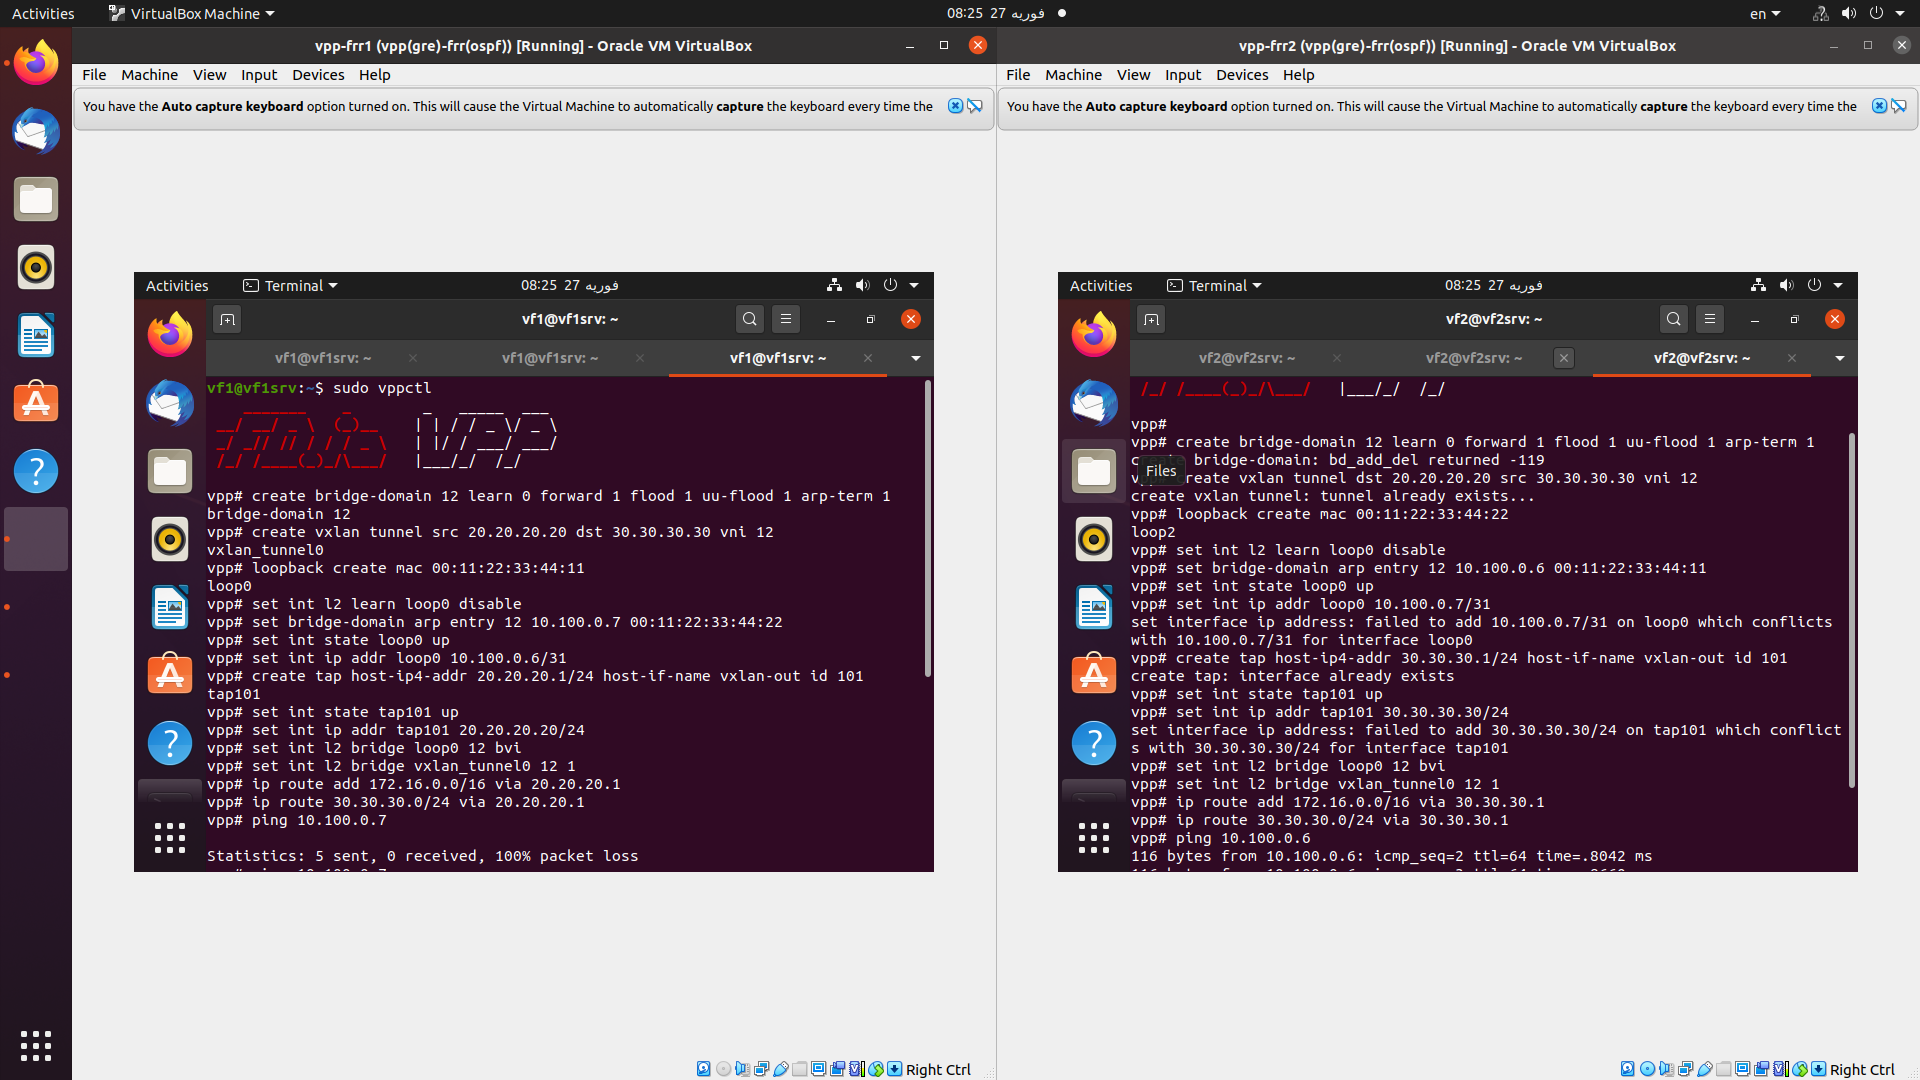 Activities
VirtualBox Machine
08:25 27 فوریه
en
vpp-frr1 (vpp(gre)-frr(ospf)) [Running] - Oracle VM VirtualBox
File Machine View Input Devices Help
You have the Auto capture keyboard option turned on. This will cause the Virtual Machine to automatically capture the keyboard every time the
Activities
Terminal
08:25 27 فوریه
vf1@vf1srv: ~
vf1@vf1srv: ~ vf1@vf1srv: ~ vf1@vf1srv: ~
vf1@vf1srv:~$ sudo vppctl
vpp# create bridge-domain 12 learn 0 forward 1 flood 1 uu-flood 1 arp-term 1
bridge-domain 12
vpp# create vxlan tunnel src 20.20.20.20 dst 30.30.30.30 vni 12
vxlan_tunnel0
vpp# loopback create mac 00:11:22:33:44:11
loop0
vpp# set int l2 learn loop0 disable
vpp# set bridge-domain arp entry 12 10.100.0.7 00:11:22:33:44:22
vpp# set int state loop0 up
vpp# set int ip addr loop0 10.100.0.6/31
vpp# create tap host-ip4-addr 20.20.20.1/24 host-if-name vxlan-out id 101
tap101
vpp# set int state tap101 up
vpp# set int ip addr tap101 20.20.20.20/24
vpp# set int l2 bridge loop0 12 bvi
vpp# set int l2 bridge vxlan_tunnel0 12 1
vpp# ip route add 172.16.0.0/16 via 20.20.20.1
vpp# ip route 30.30.30.0/24 via 20.20.20.1
vpp# ping 10.100.0.7
Statistics: 5 sent, 0 received, 100% packet loss
Right Ctrl
vpp-frr2 (vpp(gre)-frr(ospf)) [Running] - Oracle VM VirtualBox
File Machine View Input Devices Help
You have the Auto capture keyboard option turned on. This will cause the Virtual Machine to automatically capture the keyboard every time the
Activities
Terminal
08:25 27 فوریه
vf2@vf2srv: ~
vf2@vf2srv: ~ vf2@vf2srv: ~ vf2@vf2srv: ~
vpp#
vpp# create bridge-domain 12 learn 0 forward 1 flood 1 uu-flood 1 arp-term 1
bridge-domain: bd_add_del returned -119
Files
create vxlan tunnel dst 20.20.20.20 src 30.30.30.30 vni 12
create vxlan tunnel: tunnel already exists...
vpp# loopback create mac 00:11:22:33:44:22
loop2
vpp# set int l2 learn loop0 disable
vpp# set bridge-domain arp entry 12 10.100.0.6 00:11:22:33:44:11
vpp# set int state loop0 up
vpp# set int ip addr loop0 10.100.0.7/31
set interface ip address: failed to add 10.100.0.7/31 on loop0 which conflicts
with 10.100.0.7/31 for interface loop0
vpp# create tap host-ip4-addr 30.30.30.1/24 host-if-name vxlan-out id 101
create tap: interface already exists
vpp# set int state tap101 up
vpp# set int ip addr tap101 30.30.30.30/24
set interface ip address: failed to add 30.30.30.30/24 on tap101 which conflict
s with 30.30.30.30/24 for interface tap101
vpp# set int l2 bridge loop0 12 bvi
vpp# set int l2 bridge vxlan_tunnel0 12 1
vpp# ip route add 172.16.0.0/16 via 30.30.30.1
vpp# ip route 30.30.30.0/24 via 30.30.30.1
vpp# ping 10.100.0.6
116 bytes from 10.100.0.6: icmp_seq=2 ttl=64 time=.8042 ms
Right Ctrl